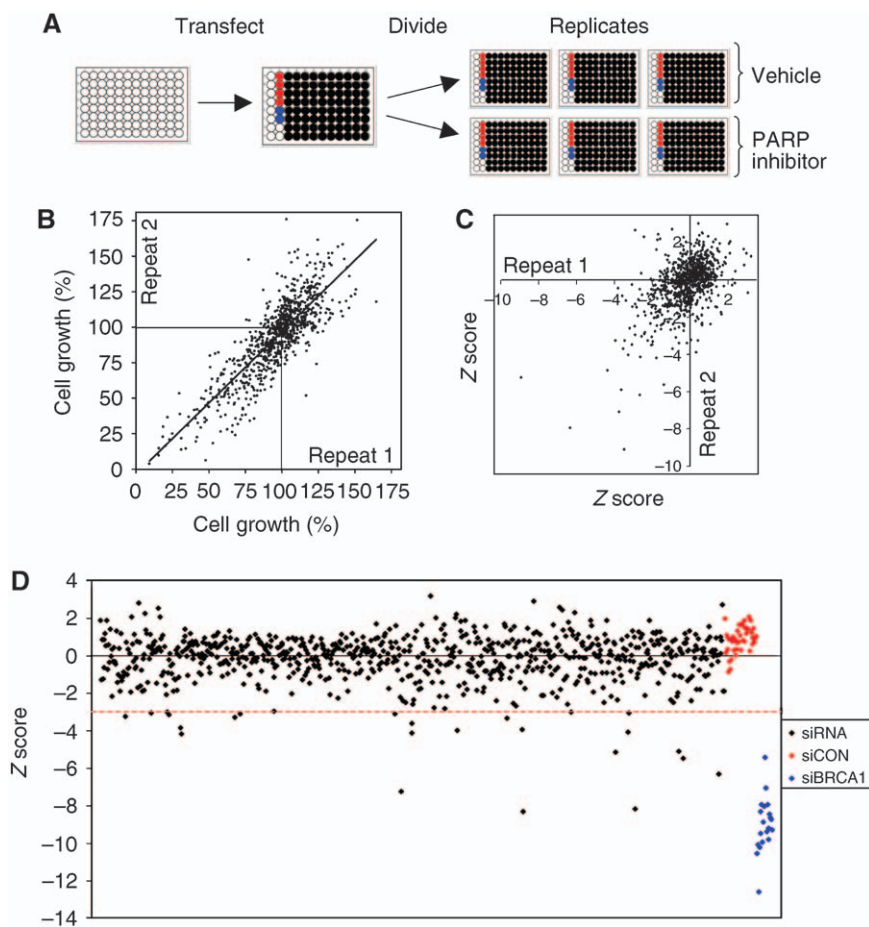 A
Transfect
Divide
Replicates
Vehicle
PARP
inhibitor
B
Cell growth (%)
175
150
125
100
75
50
25
0
Repeat 2
Repeat 1
0 25 50 75 100 125 150 175
Cell growth (%)
C
Z score
Repeat 1
−10 −8 −6 −4 −2 2
2
−2
−4
−6
−8
−10
Repeat 2
Z score
D
Z score
4
2
0
−2
−4
−6
−8
−10
−12
−14
siRNA
siCON
siBRCA1